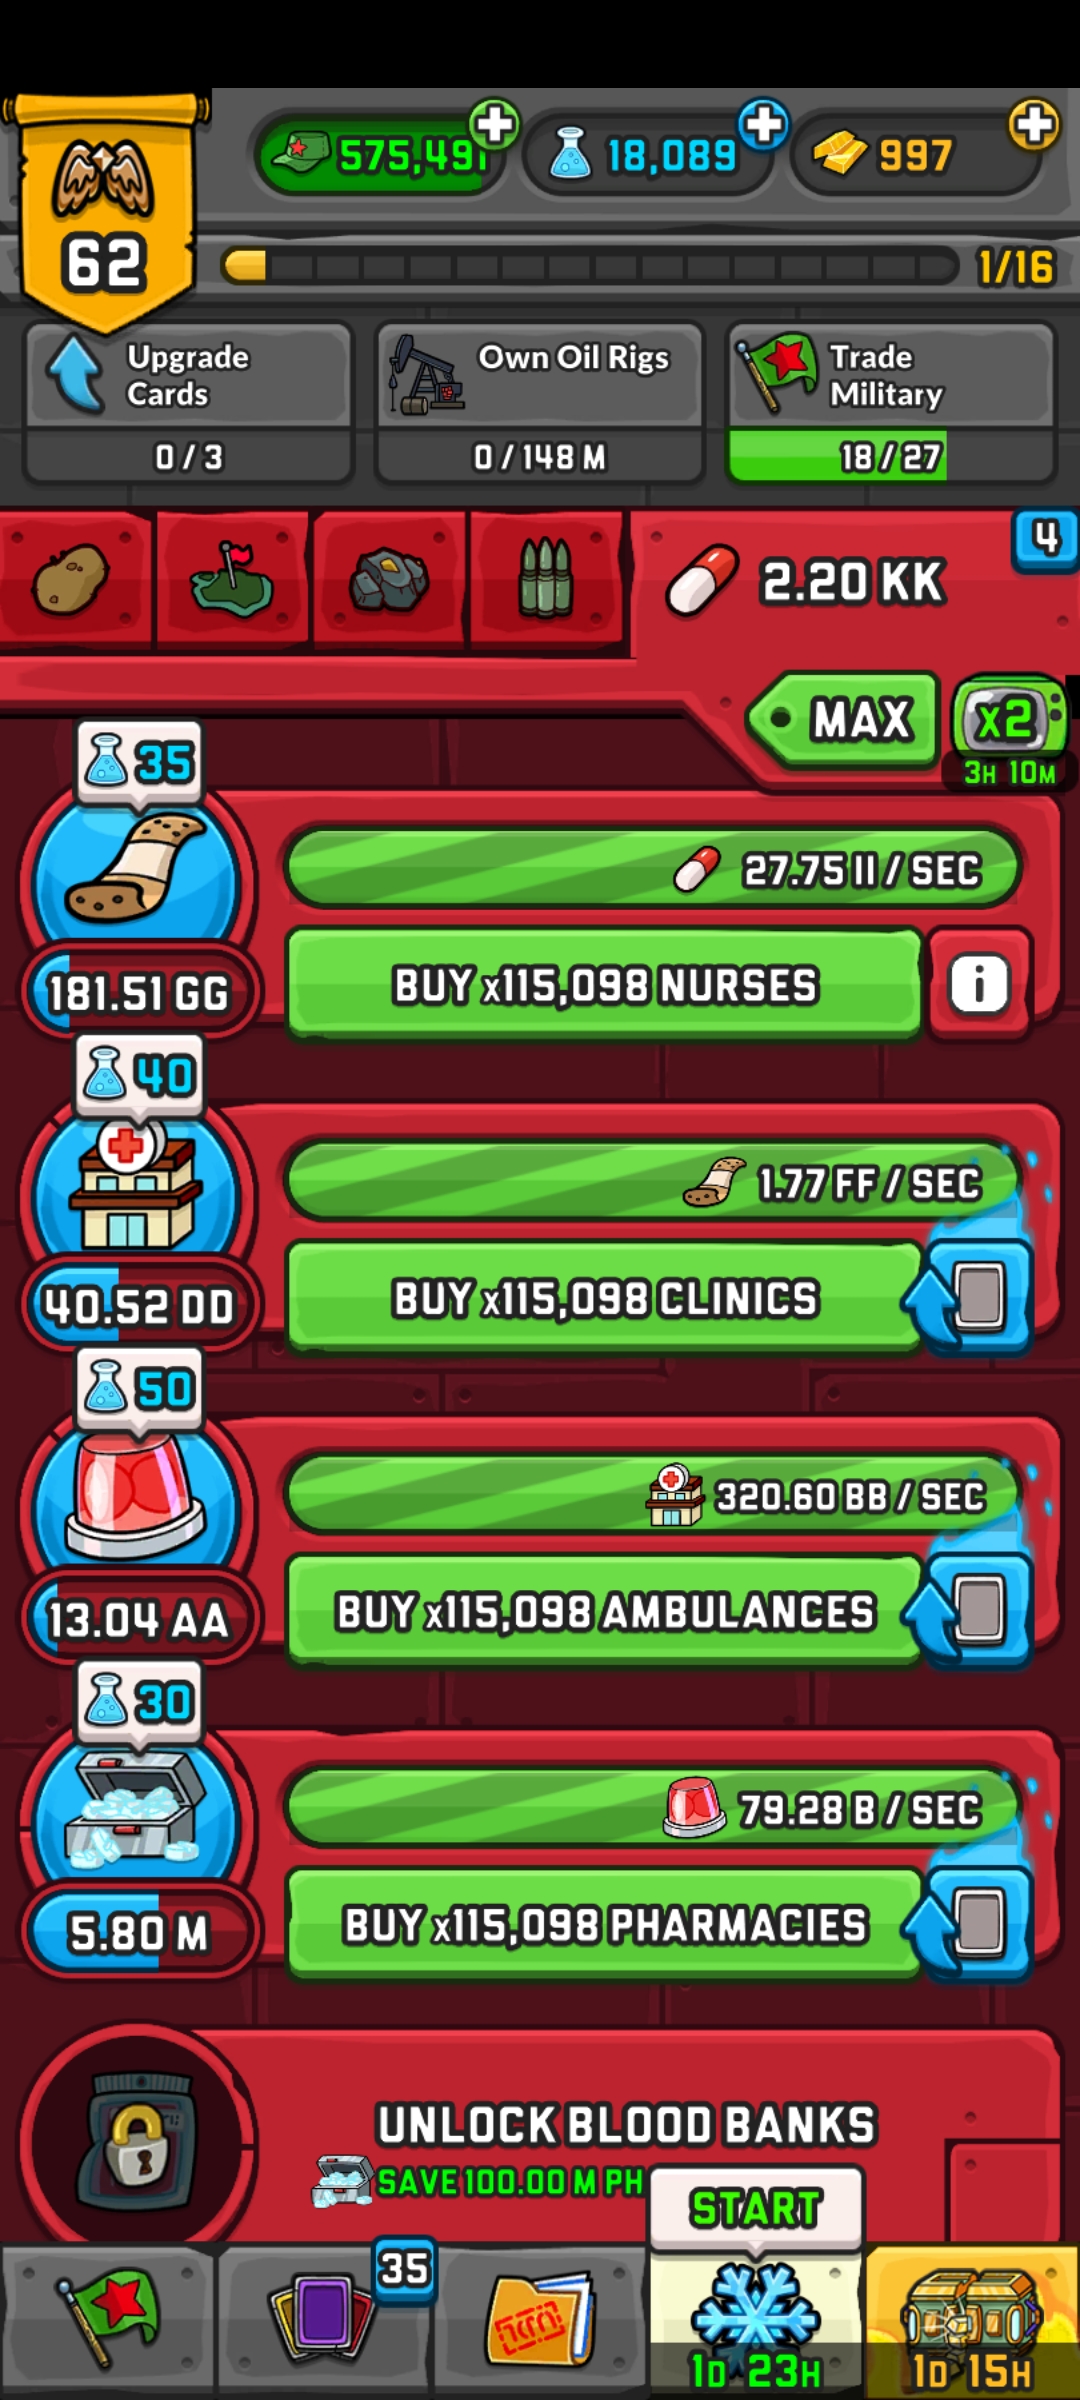 575,491
18,089
997
62
1/16
Upgrade
Cards
0/3
Own Oil Rigs
0/148 M
Trade
Military
18/27
2.20 KK
4
MAX
x2
3H 10M
35
27.75 II / SEC
181.51 GG
BUY x115,098 NURSES
i
40
1.77 FF / SEC
40.52 DD
BUY x115,098 CLINICS
50
320.60 BB / SEC
13.04 AA
BUY x115,098 AMBULANCES
30
79.28 B / SEC
5.80 M
BUY x115,098 PHARMACIES
UNLOCK BLOOD BANKS
SAVE 100.00 M PH
START
35
1D 23H
1D 15H